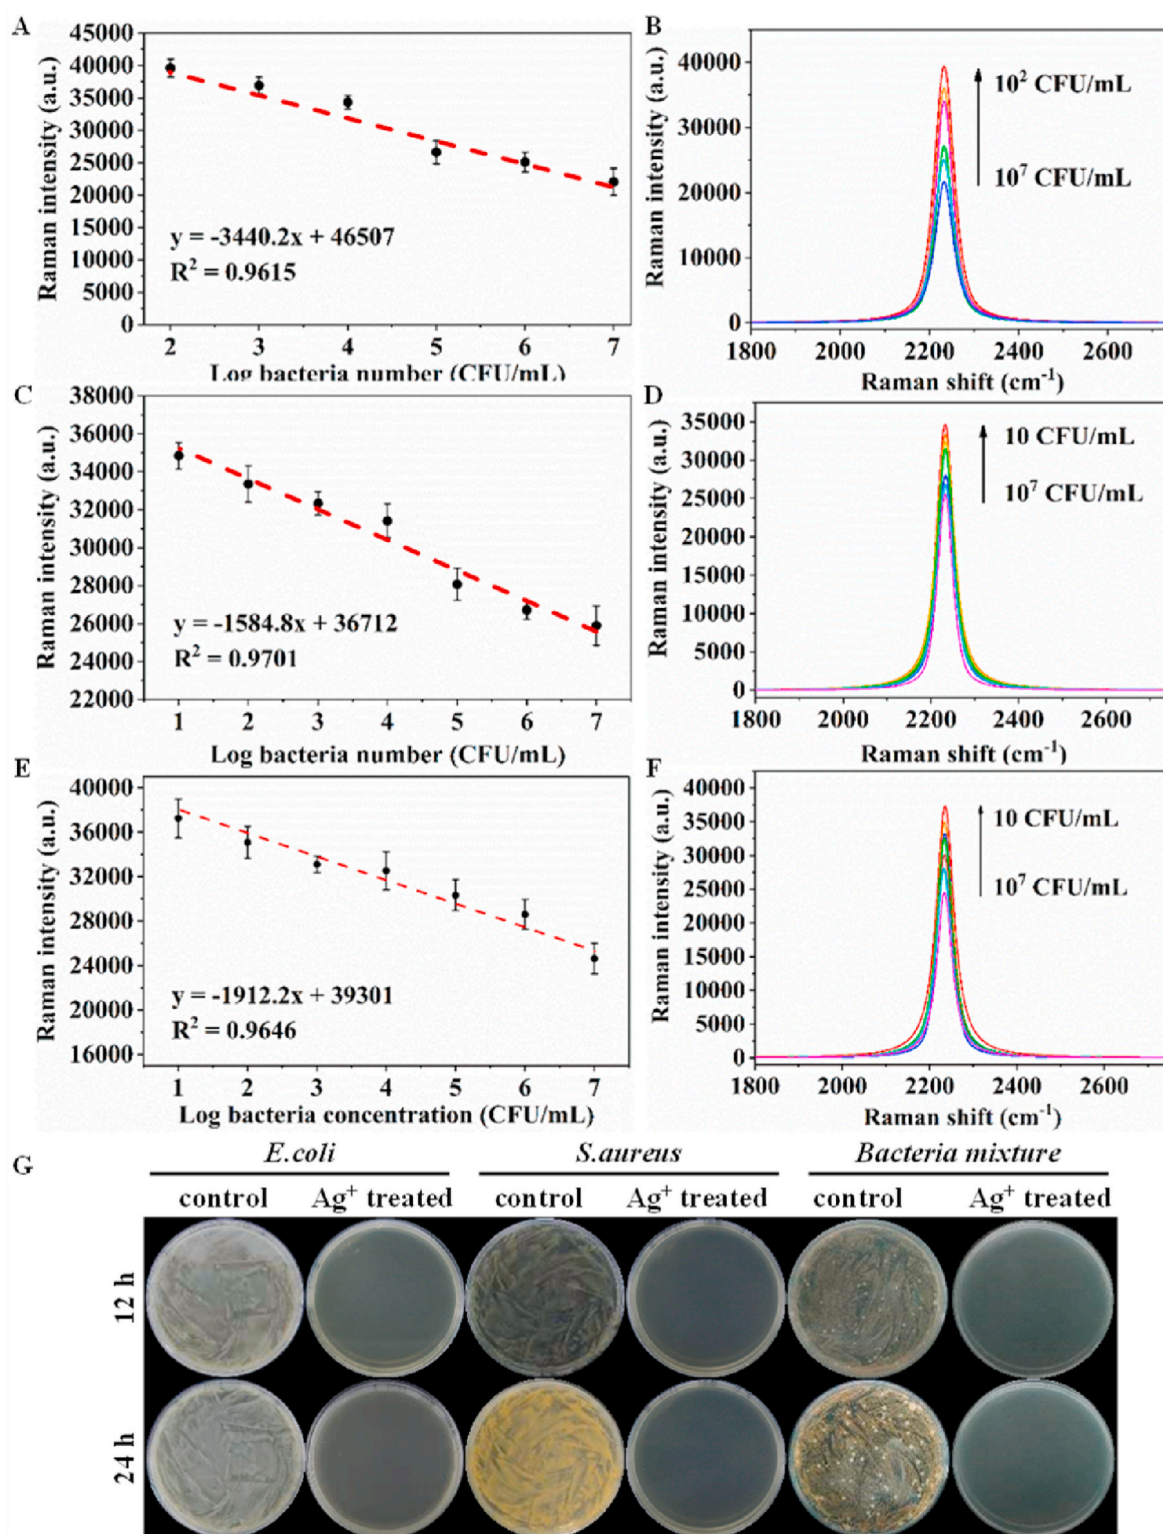 A
Raman intensity (a.u.)
45000
40000
35000
30000
25000
20000
15000
10000
5000
0
y = -3440.2x + 46507
R² = 0.9615
2 3 4 5 6 7
Log bacteria number (CFU/mL)
B
Raman intensity (a.u.)
40000
30000
20000
10000
0
10² CFU/mL
10⁷ CFU/mL
1800 2000 2200 2400 2600
Raman shift (cm⁻¹)
C
Raman intensity (a.u.)
38000
36000
34000
32000
30000
28000
26000
24000
22000
y = -1584.8x + 36712
R² = 0.9701
1 2 3 4 5 6 7
Log bacteria number (CFU/mL)
D
Raman intensity (a.u.)
35000
30000
25000
20000
15000
10000
5000
0
10 CFU/mL
10⁷ CFU/mL
1800 2000 2200 2400 2600
Raman shift (cm⁻¹)
E
Raman intensity (a.u.)
40000
36000
32000
28000
24000
20000
16000
y = -1912.2x + 39301
R² = 0.9646
1 2 3 4 5 6 7
Log bacteria concentration (CFU/mL)
F
Raman intensity (a.u.)
40000
35000
30000
25000
20000
15000
10000
5000
0
10 CFU/mL
10⁷ CFU/mL
1800 2000 2200 2400 2600
Raman shift (cm⁻¹)
G
E.coli S.aureus Bacteria mixture
control Ag⁺ treated control Ag⁺ treated control Ag⁺ treated
12 h
24 h